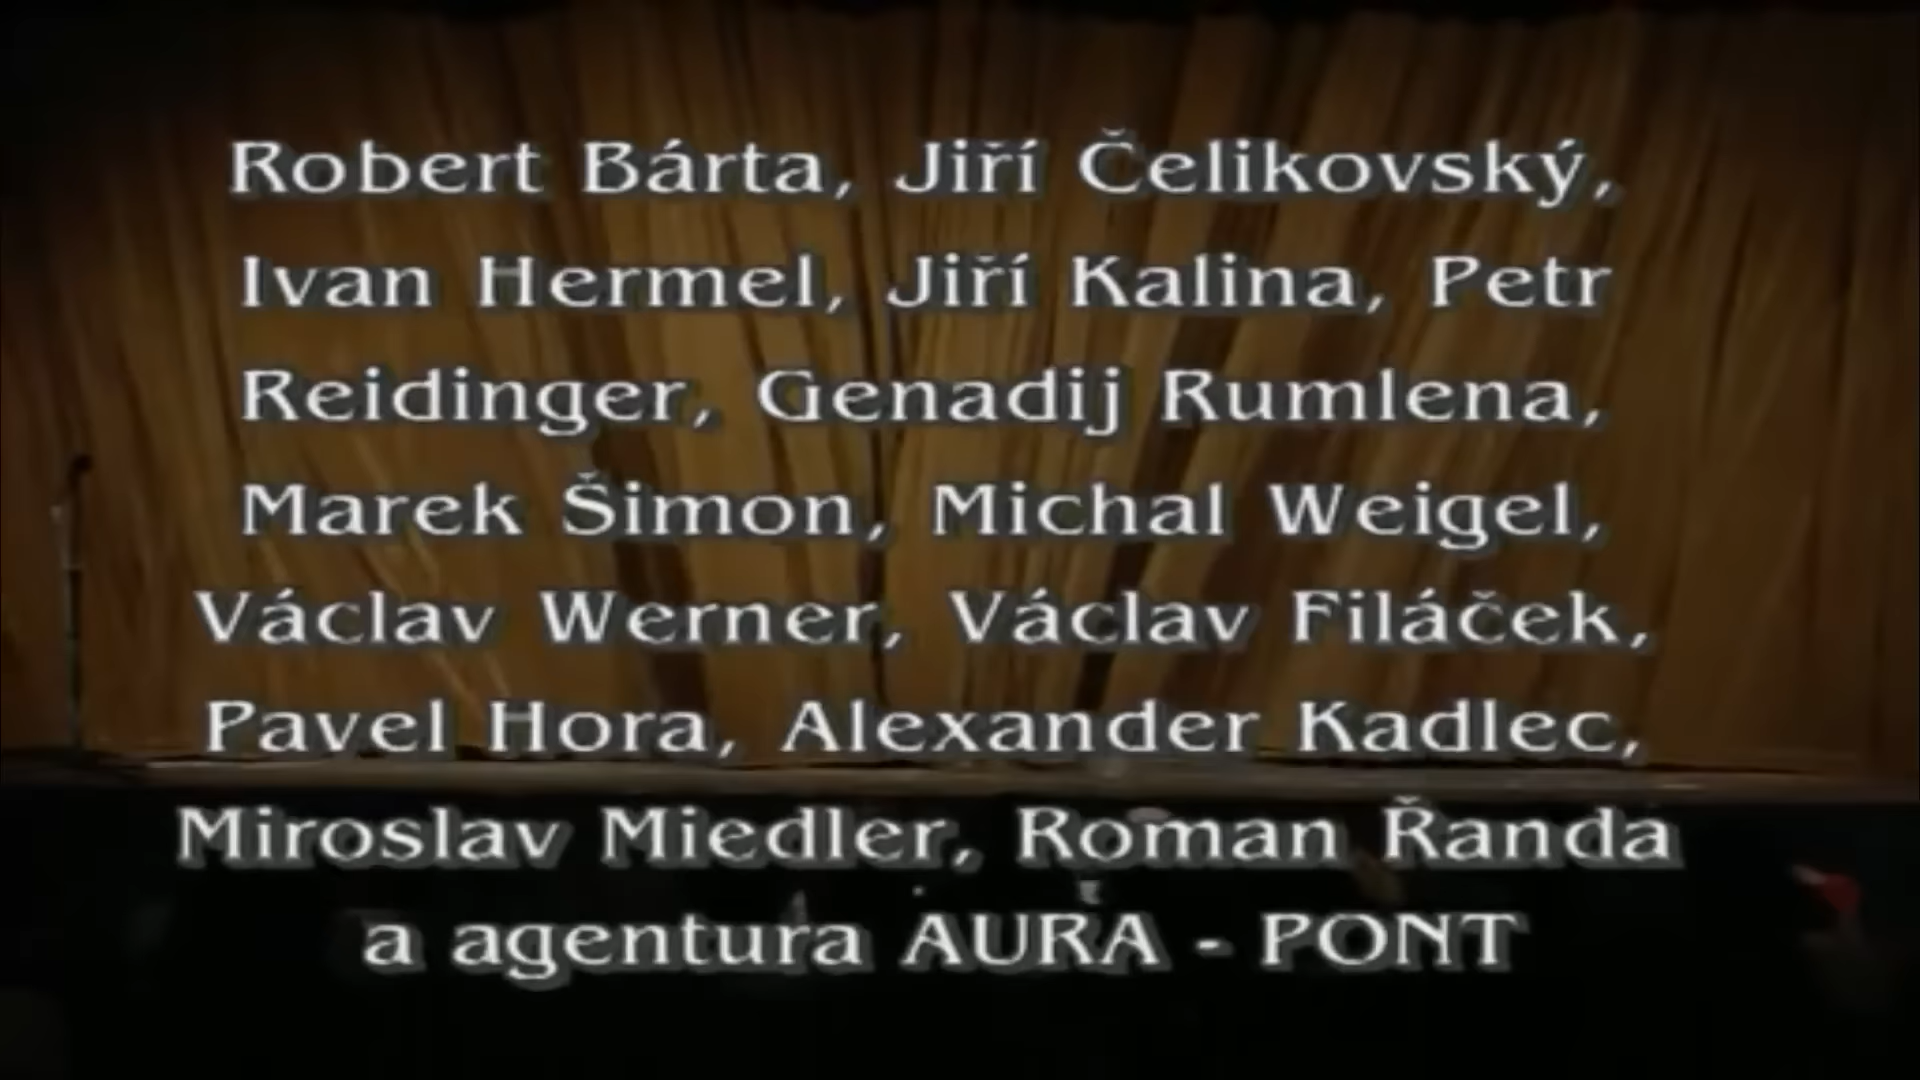 Robert Bárta, Jiří Čelikovský,
Ivan Hermel, Jiří Kalina, Petr
Reidinger, Genadij Rumlena,
Marek Šimon, Michal Weigel,
Václav Werner, Václav Filáček,
Pavel Hora, Alexander Kadlec,
Miroslav Miedler, Roman Řanda
a agentura AURA - PONT